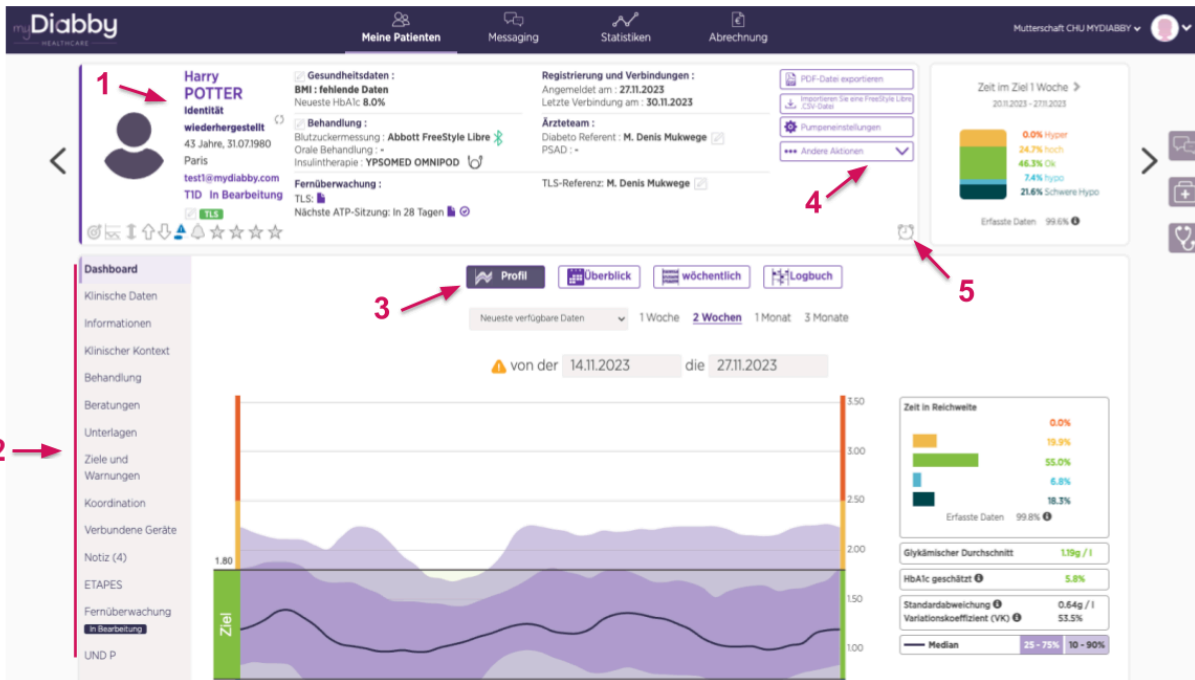 myDiabby
HEALTHCARE
Meine Patienten
Messaging
Statistiken
Abrechnung
Mutterschaft CHU MYDIABBY
1
Harry
POTTER
Identität
wiederhergestellt
43 Jahre, 31.07.1980
Paris
test1@mydiabby.com
T1D In Bearbeitung
TLS
Gesundheitsdaten :
BMI : fehlende Daten
Neueste HbA1c 8.0%
Behandlung :
Blutzuckermessung : Abbott FreeStyle Libre
Orale Behandlung : -
Insulintherapie : YPSOMED OMNIPOD
Fernüberwachung :
TLS:
Nächste ATP-Sitzung: In 28 Tagen
Registrierung und Verbindungen :
Angemeldet am : 27.11.2023
Letzte Verbindung am : 30.11.2023
Ärzteteam :
Diabeto Referent : M. Denis Mukwege
PSAD : -
TLS-Referenz: M. Denis Mukwege
PDF-Datei exportieren
Importieren Sie eine FreeStyle Libre
.CSV-Datei
Pumpeneinstellungen
Andere Aktionen
4
5
Zeit im Ziel 1 Woche
20.11.2023 - 27.11.2023
0.0% Hyper
24.7% hoch
46.3% Ok
7.4% hypo
21.6% Schwere Hypo
Erfasste Daten 99.6%
2
Dashboard
Klinische Daten
Informationen
Klinischer Kontext
Behandlung
Beratungen
Unterlagen
Ziele und
Warnungen
Koordination
Verbundene Geräte
Notiz (4)
ETAPES
Fernüberwachung
In Bearbeitung
UND P
3
Profil
Überblick
wöchentlich
Logbuch
Neueste verfügbare Daten
1 Woche
2 Wochen
1 Monat
3 Monate
von der 14.11.2023 die 27.11.2023
3.50
3.00
2.50
2.00
1.80
1.50
1.00
Ziel
Zeit in Reichweite
0.0%
19.9%
55.0%
6.8%
18.3%
Erfasste Daten 99.8%
Glykämischer Durchschnitt 1.19g / l
HbA1c geschätzt 5.8%
Standardabweichung 0.64g / l
Variationskoeffizient (VK) 53.5%
Median 25 - 75% 10 - 90%